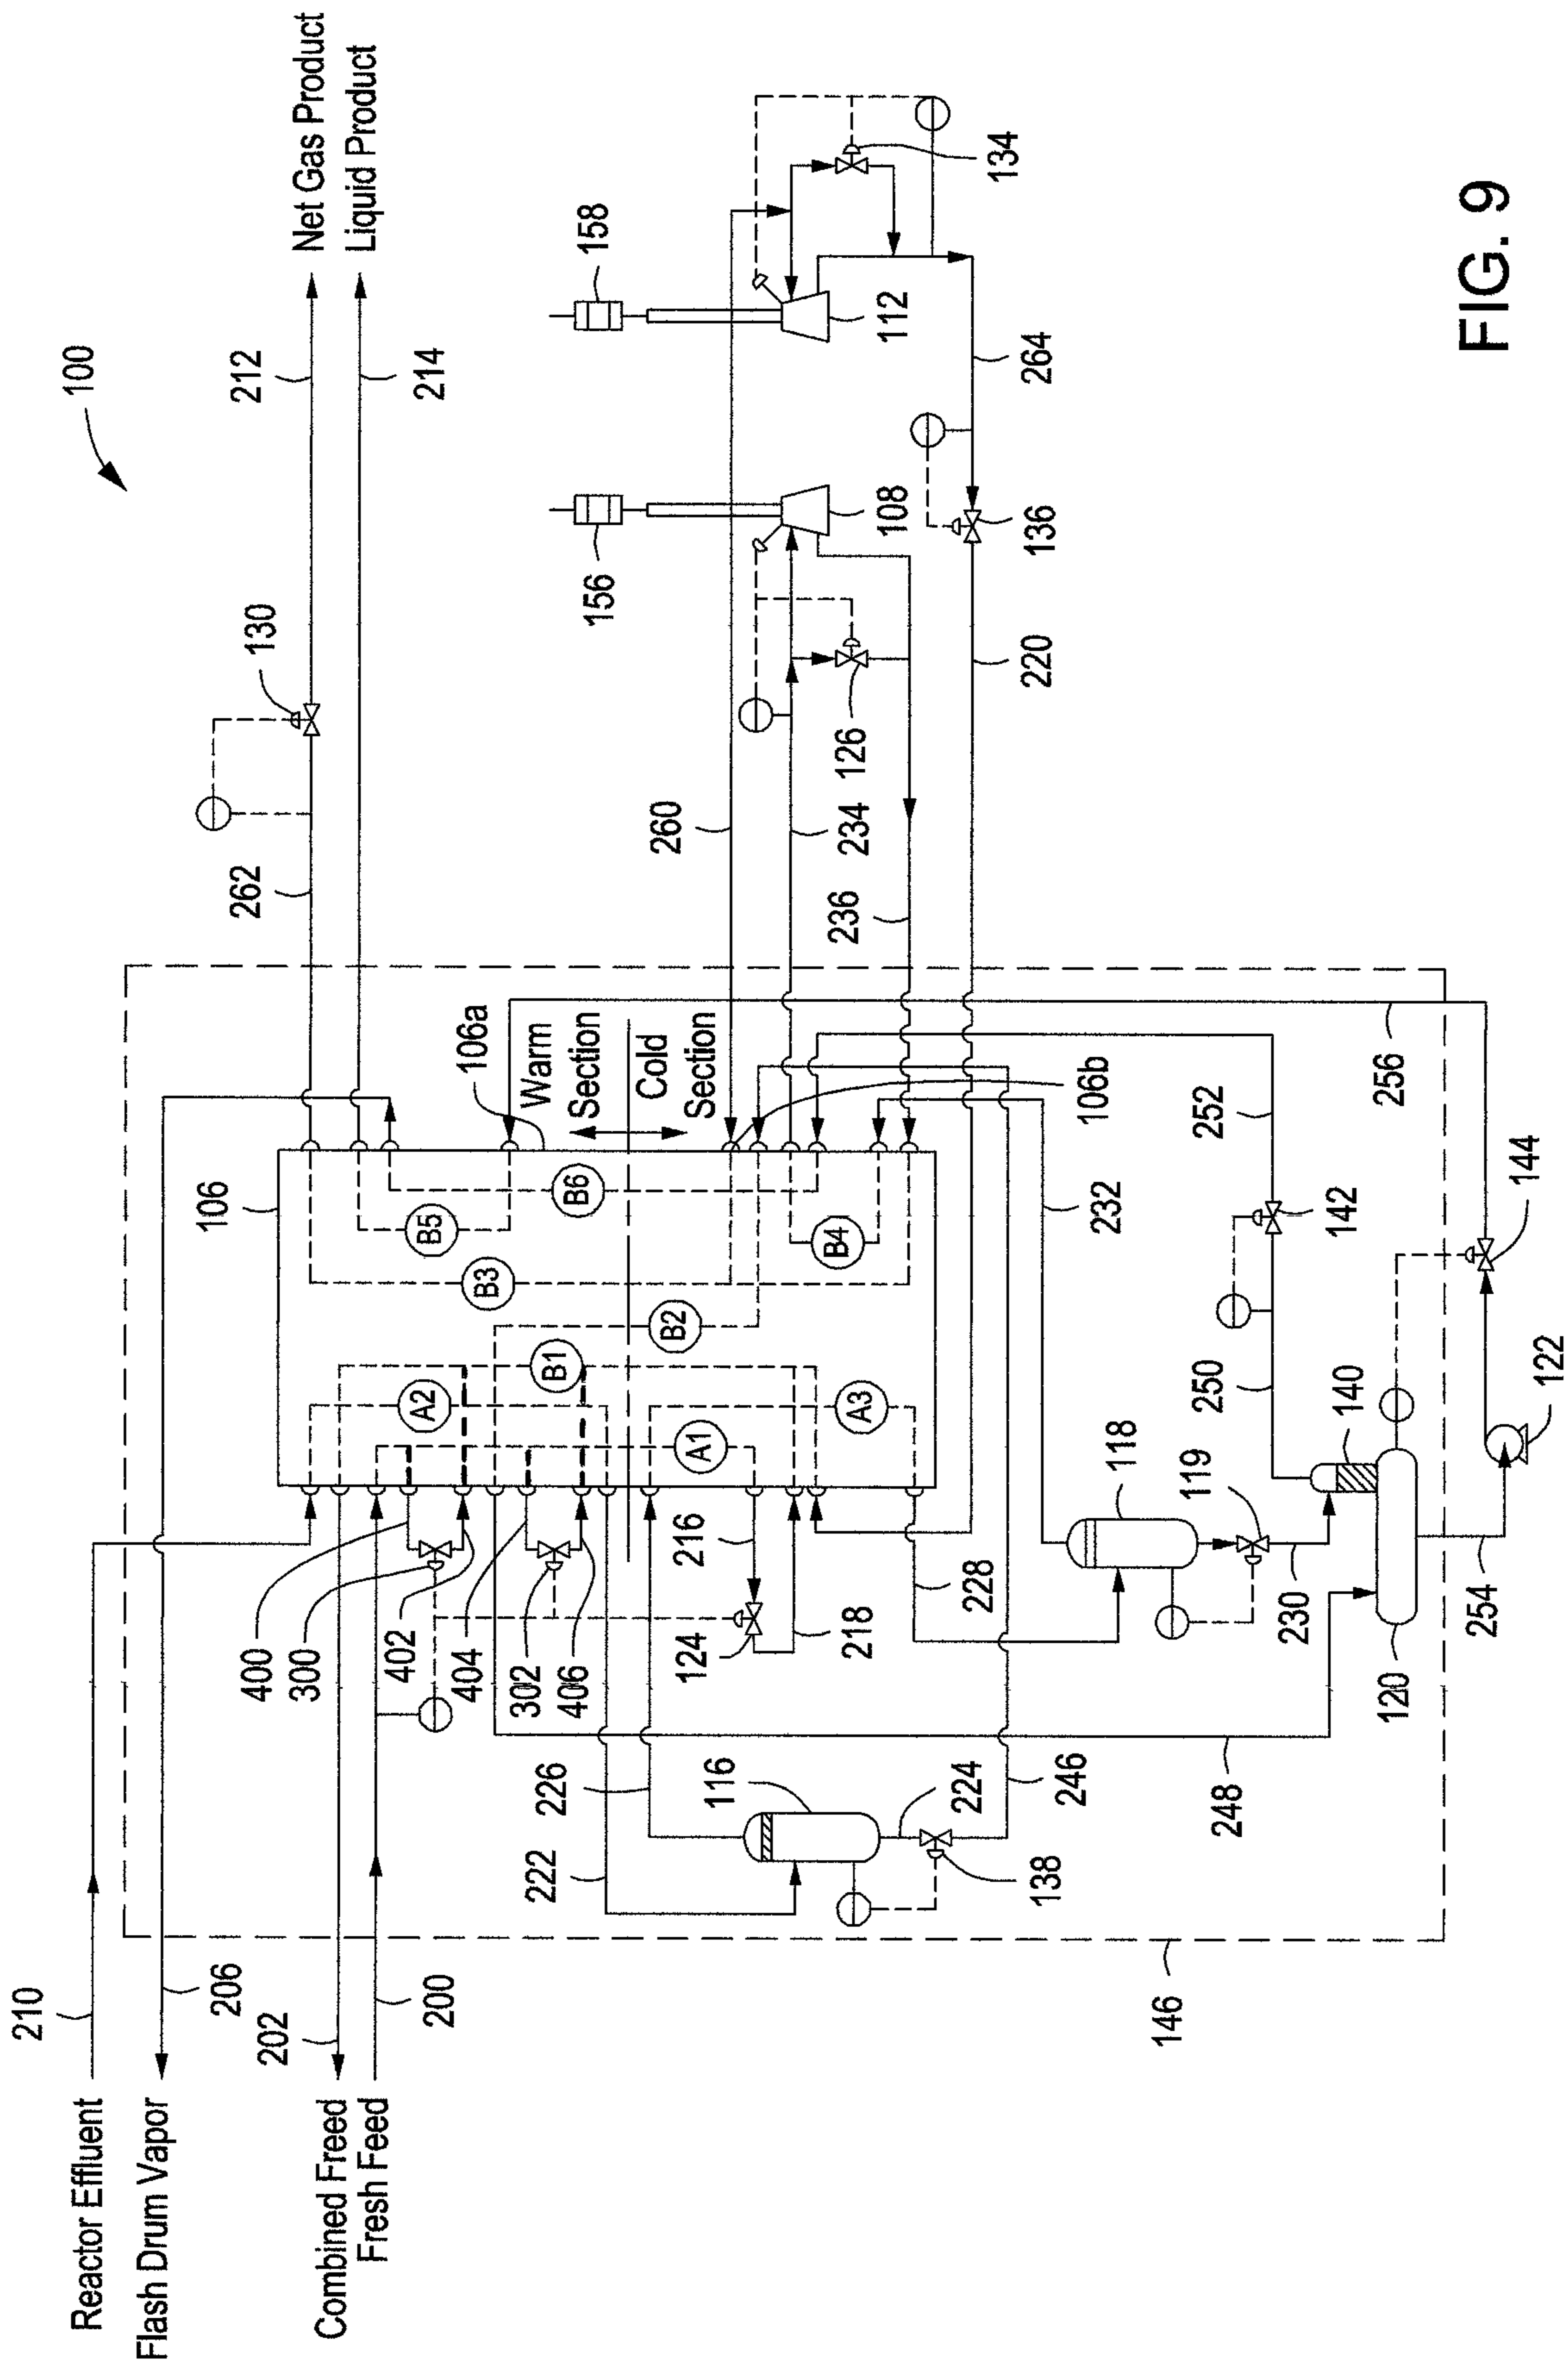 100
Net Gas Product
Liquid Product
212
214
130
262
158
156
134
112
108
264
136
220
126
260
234
236
106a
106
Warm
Section
Cold
Section
106b
B5
B6
B3
B4
B2
B1
A2
A1
A3
256
252
232
142
144
250
140
122
118
119
230
254
120
400
300
402
404
302
406
216
124
218
228
226
222
116
224
246
138
248
146
210
206
202
200
Reactor Effluent
Flash Drum Vapor
Combined Freed
Fresh Feed
FIG. 9